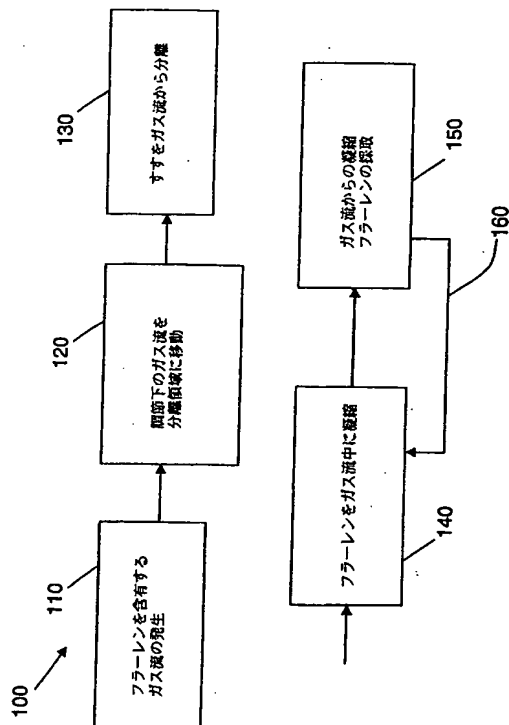 100
110
フラーレンを含有する
ガス流の発生
120
調節下のガス流を
分離領域に移動
130
すすをガス流から分離
140
フラーレンをガス流中に凝縮
150
ガス流からの凝縮
フラーレンの採取
160